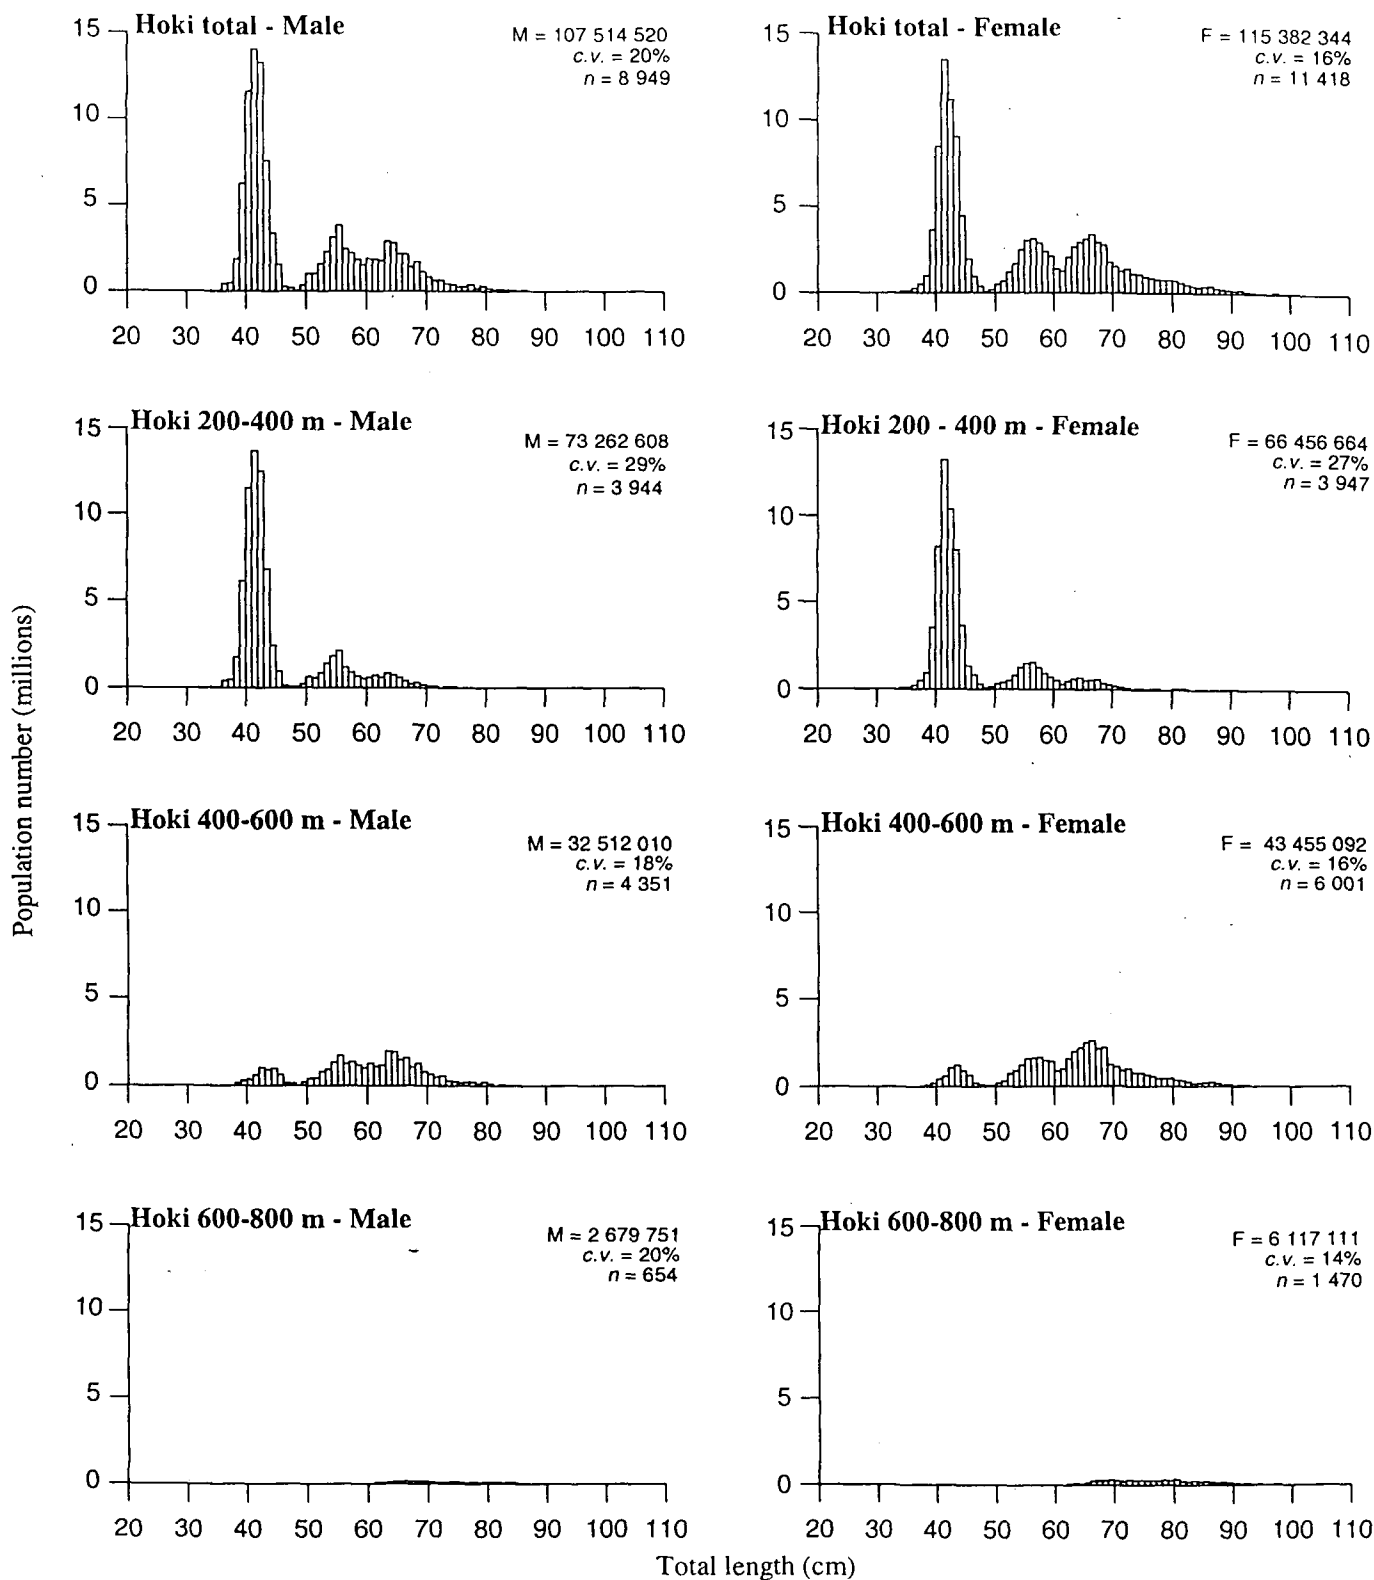 Hoki total - Male
M = 107 514 520
c.v. = 20%
n = 8 949
15
10
5
0
20 30 40 50 60 70 80 90 100 110
Hoki total - Female
F = 115 382 344
c.v. = 16%
n = 11 418
15
10
5
0
20 30 40 50 60 70 80 90 100 110
Hoki 200-400 m - Male
M = 73 262 608
c.v. = 29%
n = 3 944
15
10
5
0
20 30 40 50 60 70 80 90 100 110
Hoki 200 - 400 m - Female
F = 66 456 664
c.v. = 27%
n = 3 947
15
10
5
0
20 30 40 50 60 70 80 90 100 110
Population number (millions)
Hoki 400-600 m - Male
M = 32 512 010
c.v. = 18%
n = 4 351
15
10
5
0
20 30 40 50 60 70 80 90 100 110
Hoki 400-600 m - Female
F = 43 455 092
c.v. = 16%
n = 6 001
15
10
5
0
20 30 40 50 60 70 80 90 100 110
Hoki 600-800 m - Male
M = 2 679 751
c.v. = 20%
n = 654
15
10
5
0
20 30 40 50 60 70 80 90 100 110
Hoki 600-800 m - Female
F = 6 117 111
c.v. = 14%
n = 1 470
15
10
5
0
20 30 40 50 60 70 80 90 100 110
Total length (cm)